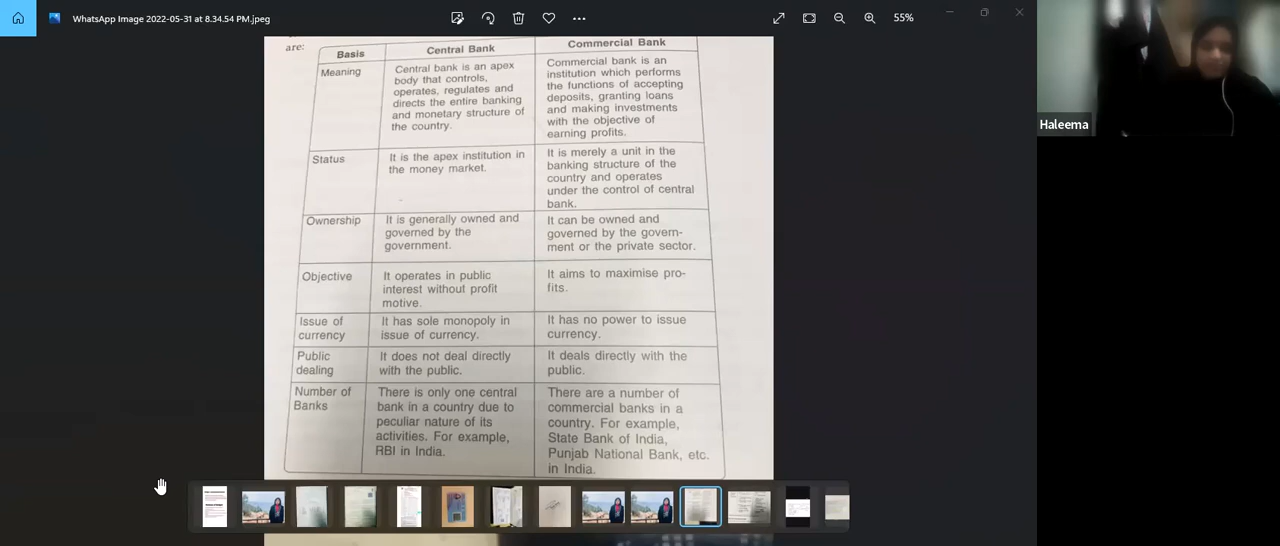 WhatsApp Image 2022-05-31 at 8.34.54 PM.jpeg
55%
Haleema
are:
Basis
Central Bank
Commercial Bank
Meaning
Central bank is an apex
body that controls,
operates, regulates and
directs the entire banking
and monetary structure of
the country.
Commercial bank is an
institution which performs
the functions of accepting
deposits, granting loans
and making investments
with the objective of
earning profits.
Status
It is the apex institution in
the money market.
It is merely a unit in the
banking structure of the
country and operates
under the control of central
bank.
Ownership
It is generally owned and
governed by the
government.
It can be owned and
governed by the govern-
ment or the private sector.
Objective
It operates in public
interest without profit
motive.
It aims to maximise pro-
fits.
Issue of
currency
It has sole monopoly in
issue of currency.
It has no power to issue
currency.
Public
dealing
It does not deal directly
with the public.
It deals directly with the
public.
Number of
Banks
There is only one central
bank in a country due to
peculiar nature of its
activities. For example,
RBI in India.
There are a number of
commercial banks in a
country. For example,
State Bank of India,
Punjab National Bank, etc.
in India.